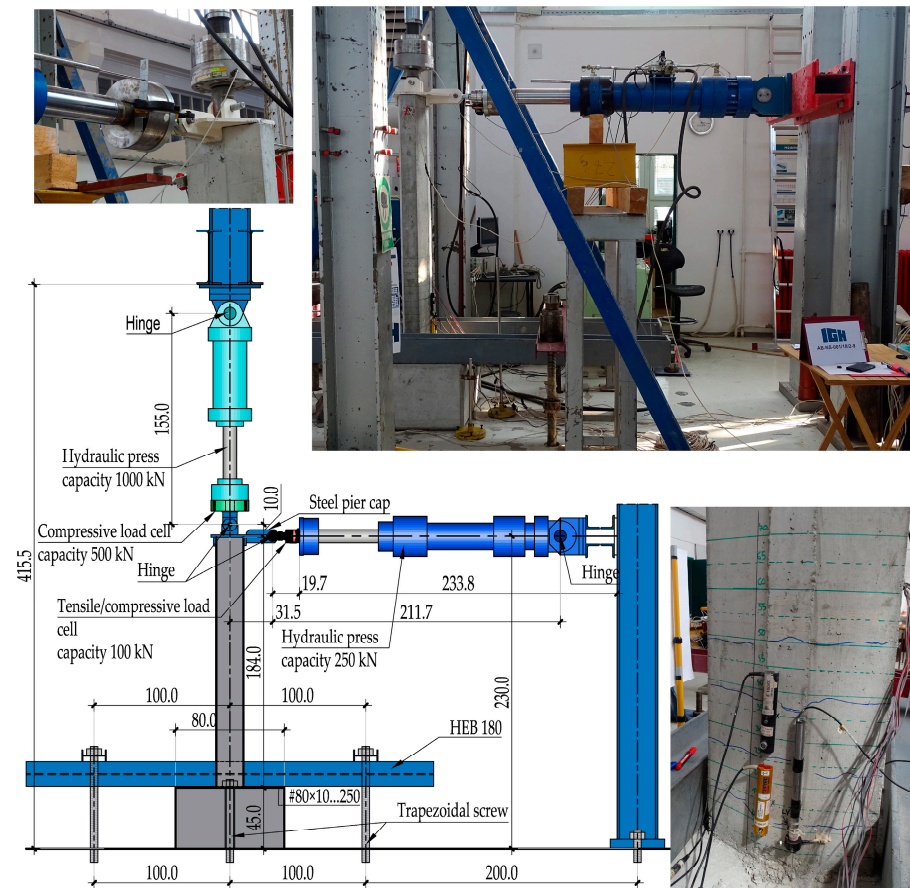 Hinge
155.0
Hydraulic press
capacity 1000 kN
10.0
Steel pier cap
Compressive load cell
capacity 500 kN
415.5
Hinge
Hinge
19.7
233.8
Tensile/compressive load
cell
capacity 100 kN
31.5
211.7
Hydraulic press
capacity 250 kN
184.0
230.0
100.0
100.0
80.0
HEB 180
#80×10...250
45.0
Trapezoidal screw
100.0
100.0
200.0
IGH